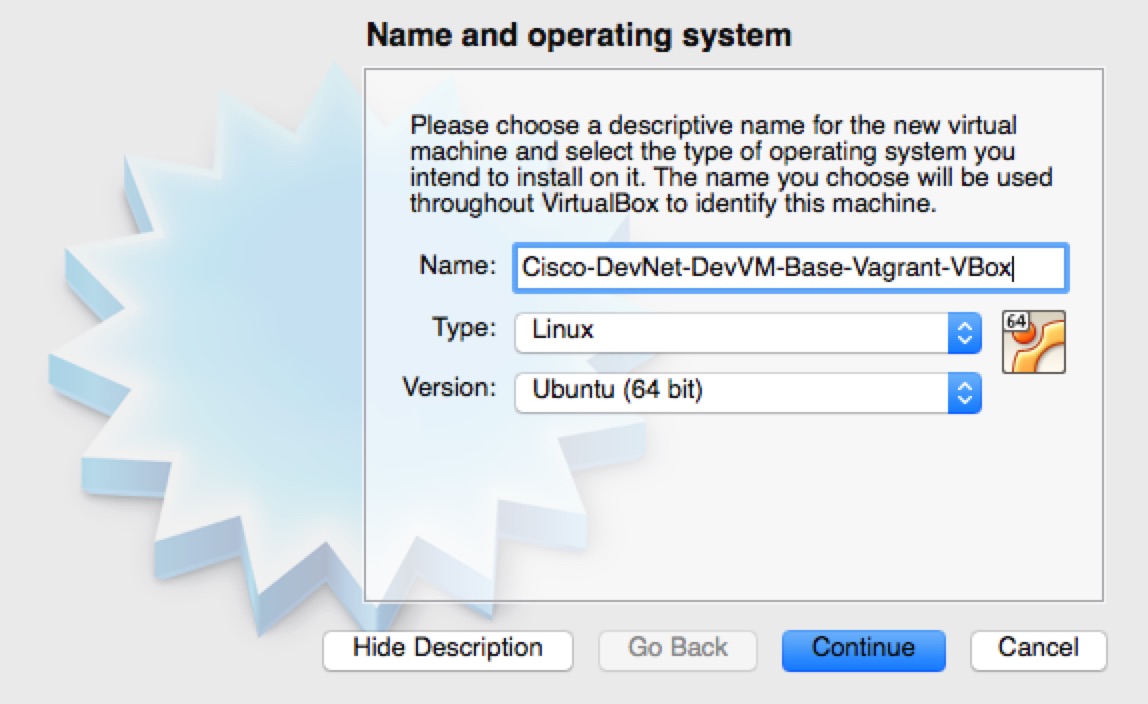 Name and operating system
Please choose a descriptive name for the new virtual
machine and select the type of operating system you
intend to install on it. The name you choose will be used
throughout VirtualBox to identify this machine.
Name: Cisco-DevNet-DevVM-Base-Vagrant-VBox
Type: Linux
64
Version: Ubuntu (64 bit)
Hide Description Go Back Continue Cancel